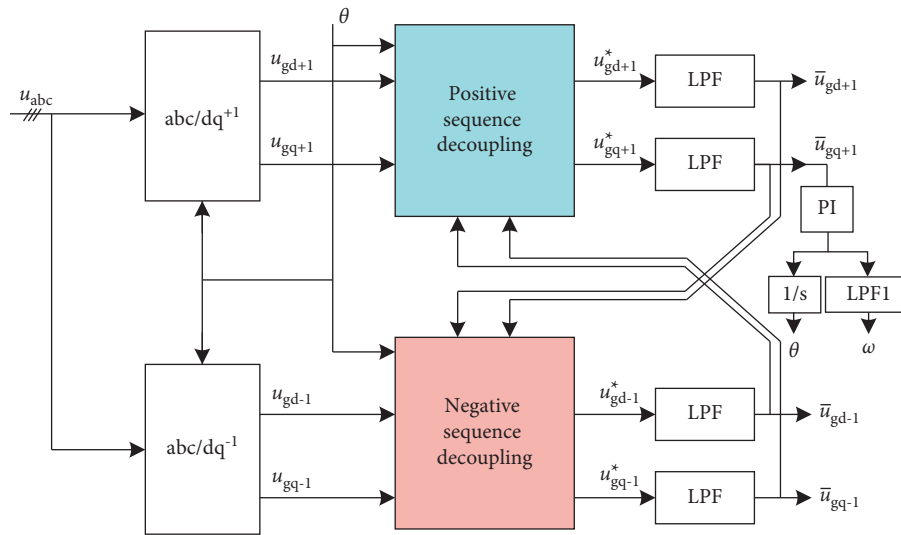 θ
u_abc
abc/dq⁺¹
u_gd+1
u_gq+1
Positive
sequence
decoupling
u*_gd+1
u*_gq+1
LPF
LPF
ū_gd+1
ū_gq+1
PI
1/s
LPF1
θ
ω
abc/dq⁻¹
u_gd-1
u_gq-1
Negative
sequence
decoupling
u*_gd-1
u*_gq-1
LPF
LPF
ū_gd-1
ū_gq-1